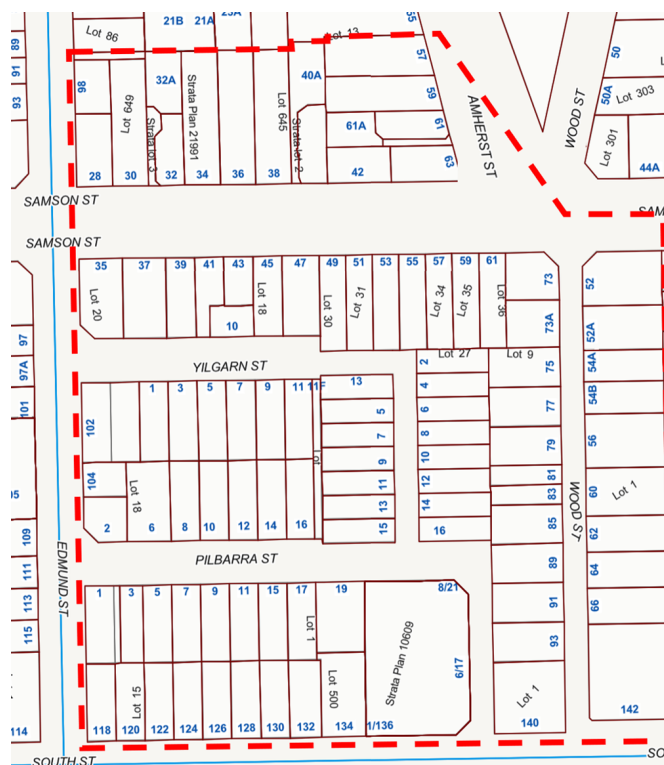 21B 21A 23A
Lot 86
Lot 13
55
89
91
93
98
Lot 649
32A
Strata Plan 21991
Strata lot 3
Lot 645
40A
Strata lot 2
57
59
61
61A
63
AMHERST ST
WOOD ST
50
50A
Lot 303
Lot 301
44A
28 30 32 34 36 38 42
SAMSON ST
SAM
SAMSON ST
35 37 39 41 43 45 47 49 51 53 55 57 59 61
73
52
Lot 20
Lot 18
Lot 30
Lot 31
Lot 34
Lot 35
Lot 36
10
73A
52A
97
97A
101
YILGARN ST
2
Lot 27
Lot 9
75
54A
54B
102
1 3 5 7 9 11
13
4
5
6
77
7
8
79
56
9
10
104
Lot 18
Lot
11
12
81
83
60
Lot 1
13
14
2 6 8 10 12 14 16
15
16
85
62
WOOD ST
109
111
113
115
EDMUND ST
PILBARRA ST
89
64
1 3 5 7 9 11 15 17 19
8/21
91
66
Lot 1
93
Strata Plan 10609
6/17
Lot 15
Lot 500
Lot 1
114
118 120 122 124 126 128 130 132 134 1/136
140
142
SOUTH ST
SO